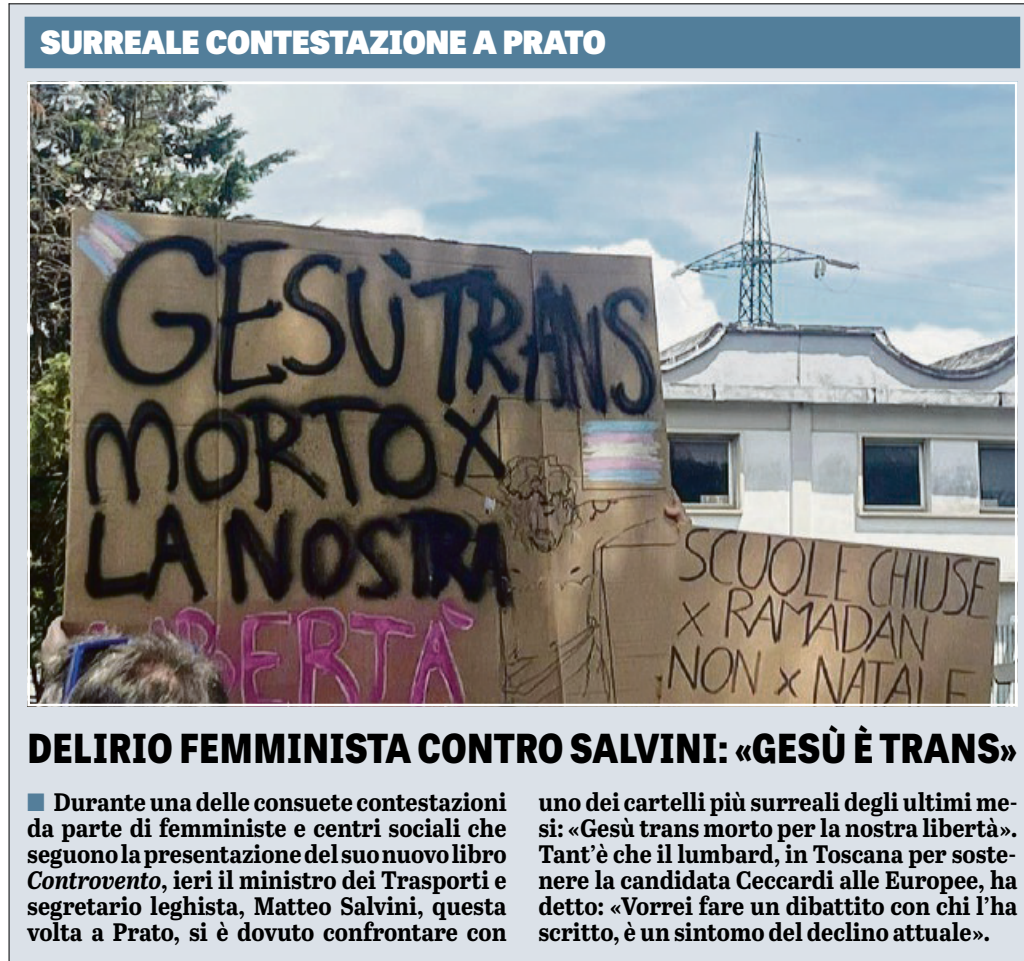 SURREALE CONTESTAZIONE A PRATO
GESÙ TRANS
MORTO X
LA NOSTRA
LIBERTÀ
SCUOLE CHIUSE
X RAMADAN
NON X NATALE
DELIRIO FEMMINISTA CONTRO SALVINI: «GESÙ È TRANS»
■ Durante una delle consuete contestazioni
da parte di femministe e centri sociali che
seguono la presentazione del suo nuovo libro
Controvento, ieri il ministro dei Trasporti e
segretario leghista, Matteo Salvini, questa
volta a Prato, si è dovuto confrontare con
uno dei cartelli più surreali degli ultimi me-
si: «Gesù trans morto per la nostra libertà».
Tant'è che il lumbard, in Toscana per soste-
nere la candidata Ceccardi alle Europee, ha
detto: «Vorrei fare un dibattito con chi l'ha
scritto, è un sintomo del declino attuale».